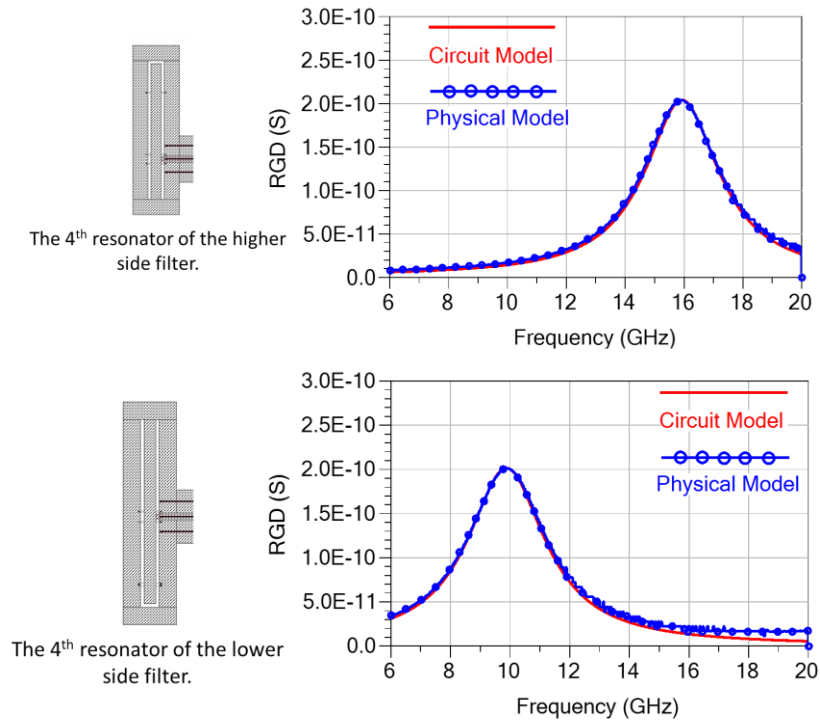 3.0E-10
2.5E-10
2.0E-10
1.5E-10
1.0E-10
5.0E-11
0.0
RGD (S)
Circuit Model
Physical Model
6 8 10 12 14 16 18 20
Frequency (GHz)
The 4th resonator of the higher
side filter.
3.0E-10
2.5E-10
2.0E-10
1.5E-10
1.0E-10
5.0E-11
0.0
RGD (S)
Circuit Model
Physical Model
6 8 10 12 14 16 18 20
Frequency (GHz)
The 4th resonator of the lower
side filter.